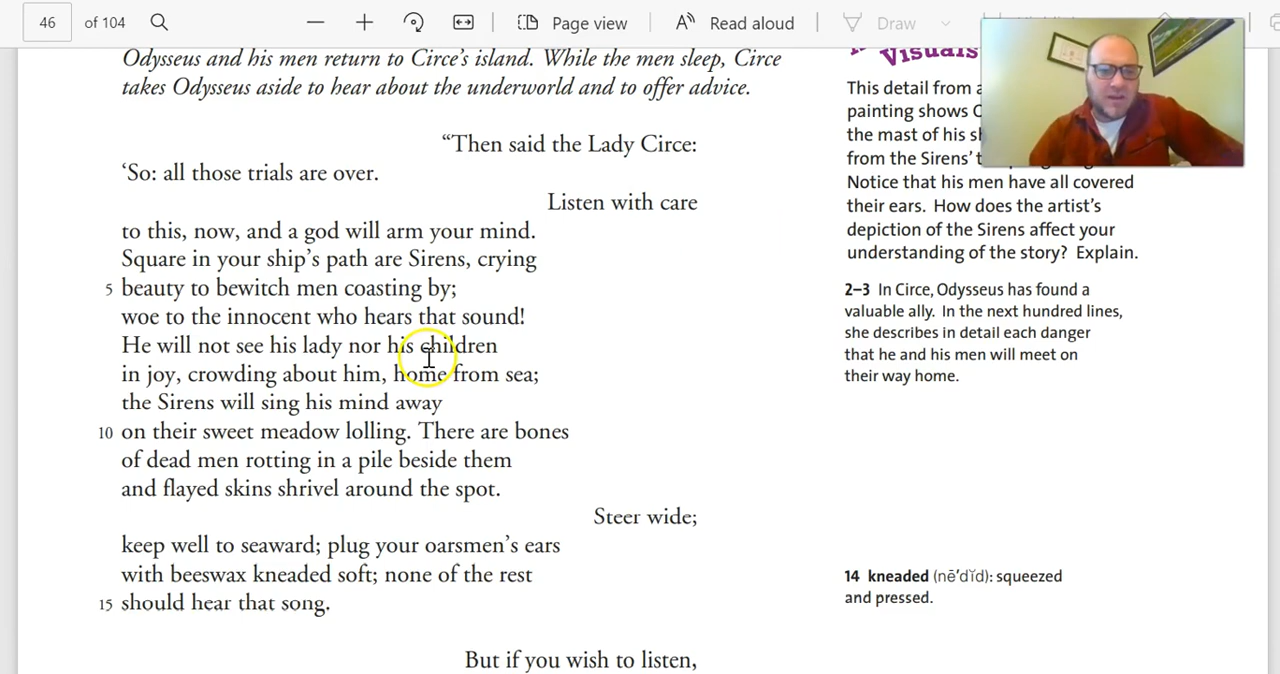 46 of 104
Page view
Read aloud
Draw
Odysseus and his men return to Circe's island. While the men sleep, Circe
takes Odysseus aside to hear about the underworld and to offer advice.
“Then said the Lady Circe:
‘So: all those trials are over.
Listen with care
to this, now, and a god will arm your mind.
Square in your ship's path are Sirens, crying
5 beauty to bewitch men coasting by;
woe to the innocent who hears that sound!
He will not see his lady nor his children
in joy, crowding about him, home from sea;
the Sirens will sing his mind away
10 on their sweet meadow lolling. There are bones
of dead men rotting in a pile beside them
and flayed skins shrivel around the spot.
Steer wide;
keep well to seaward; plug your oarsmen's ears
with beeswax kneaded soft; none of the rest
15 should hear that song.
But if you wish to listen,
Visuals
This detail from a
painting shows
the mast of his
from the Sirens'
Notice that his men have all covered
their ears. How does the artist's
depiction of the Sirens affect your
understanding of the story? Explain.
2–3 In Circe, Odysseus has found a
valuable ally. In the next hundred lines,
she describes in detail each danger
that he and his men will meet on
their way home.
14 kneaded (nē′dĭd): squeezed
and pressed.